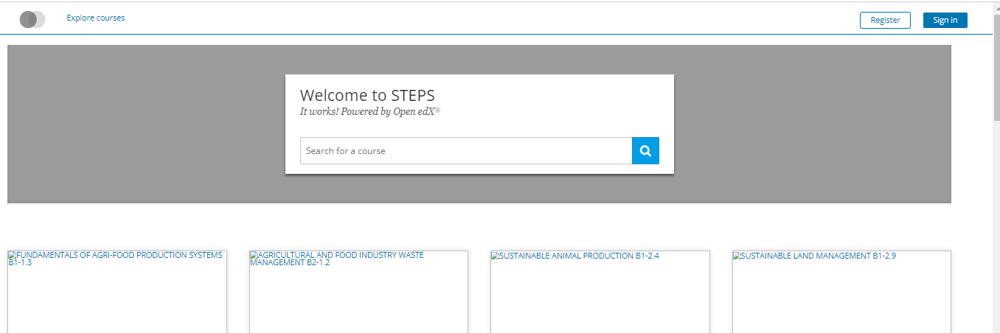 Explore courses
Register
Sign in
Welcome to STEPS
It works! Powered by Open edX®
Search for a course
FUNDAMENTALS OF AGRI-FOOD PRODUCTION SYSTEMS
B1-1.3
AGRICULTURAL AND FOOD INDUSTRY WASTE
MANAGEMENT B2-1.2
SUSTAINABLE ANIMAL PRODUCTION B1-2.4
SUSTAINABLE LAND MANAGEMENT B1-2.9